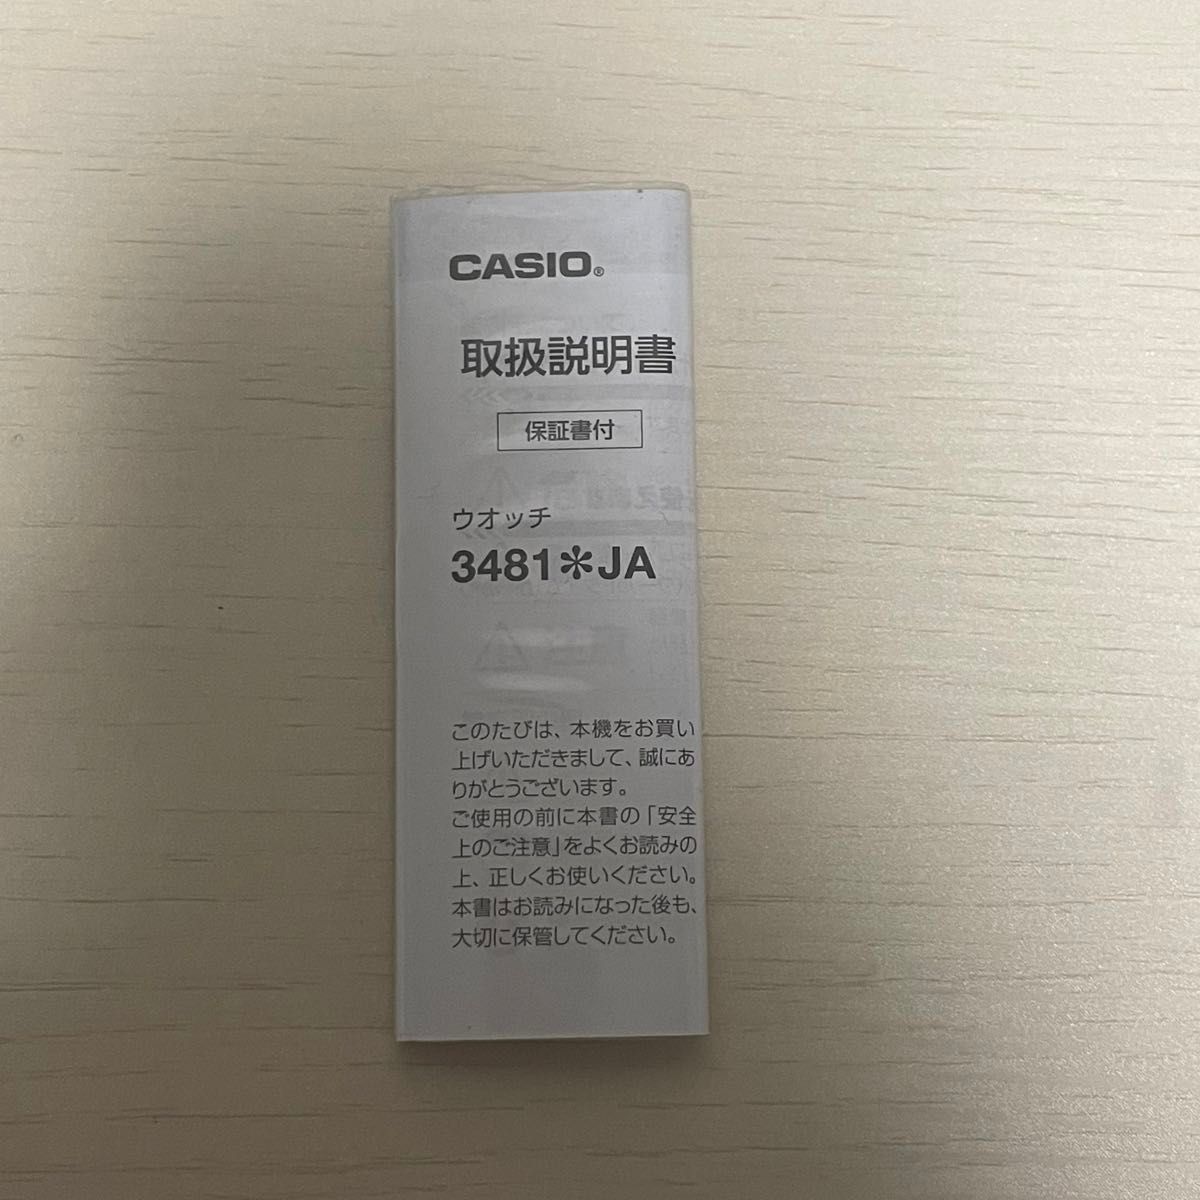 CASIO®
取扱説明書
保証書付
ウオッチ
3481✻JA
このたびは、本機をお買い
上げいただきまして、誠にあ
りがとうございます。
ご使用の前に本書の「安全
上のご注意」をよくお読みの
上、正しくお使いください。
本書はお読みになった後も、
大切に保管してください。